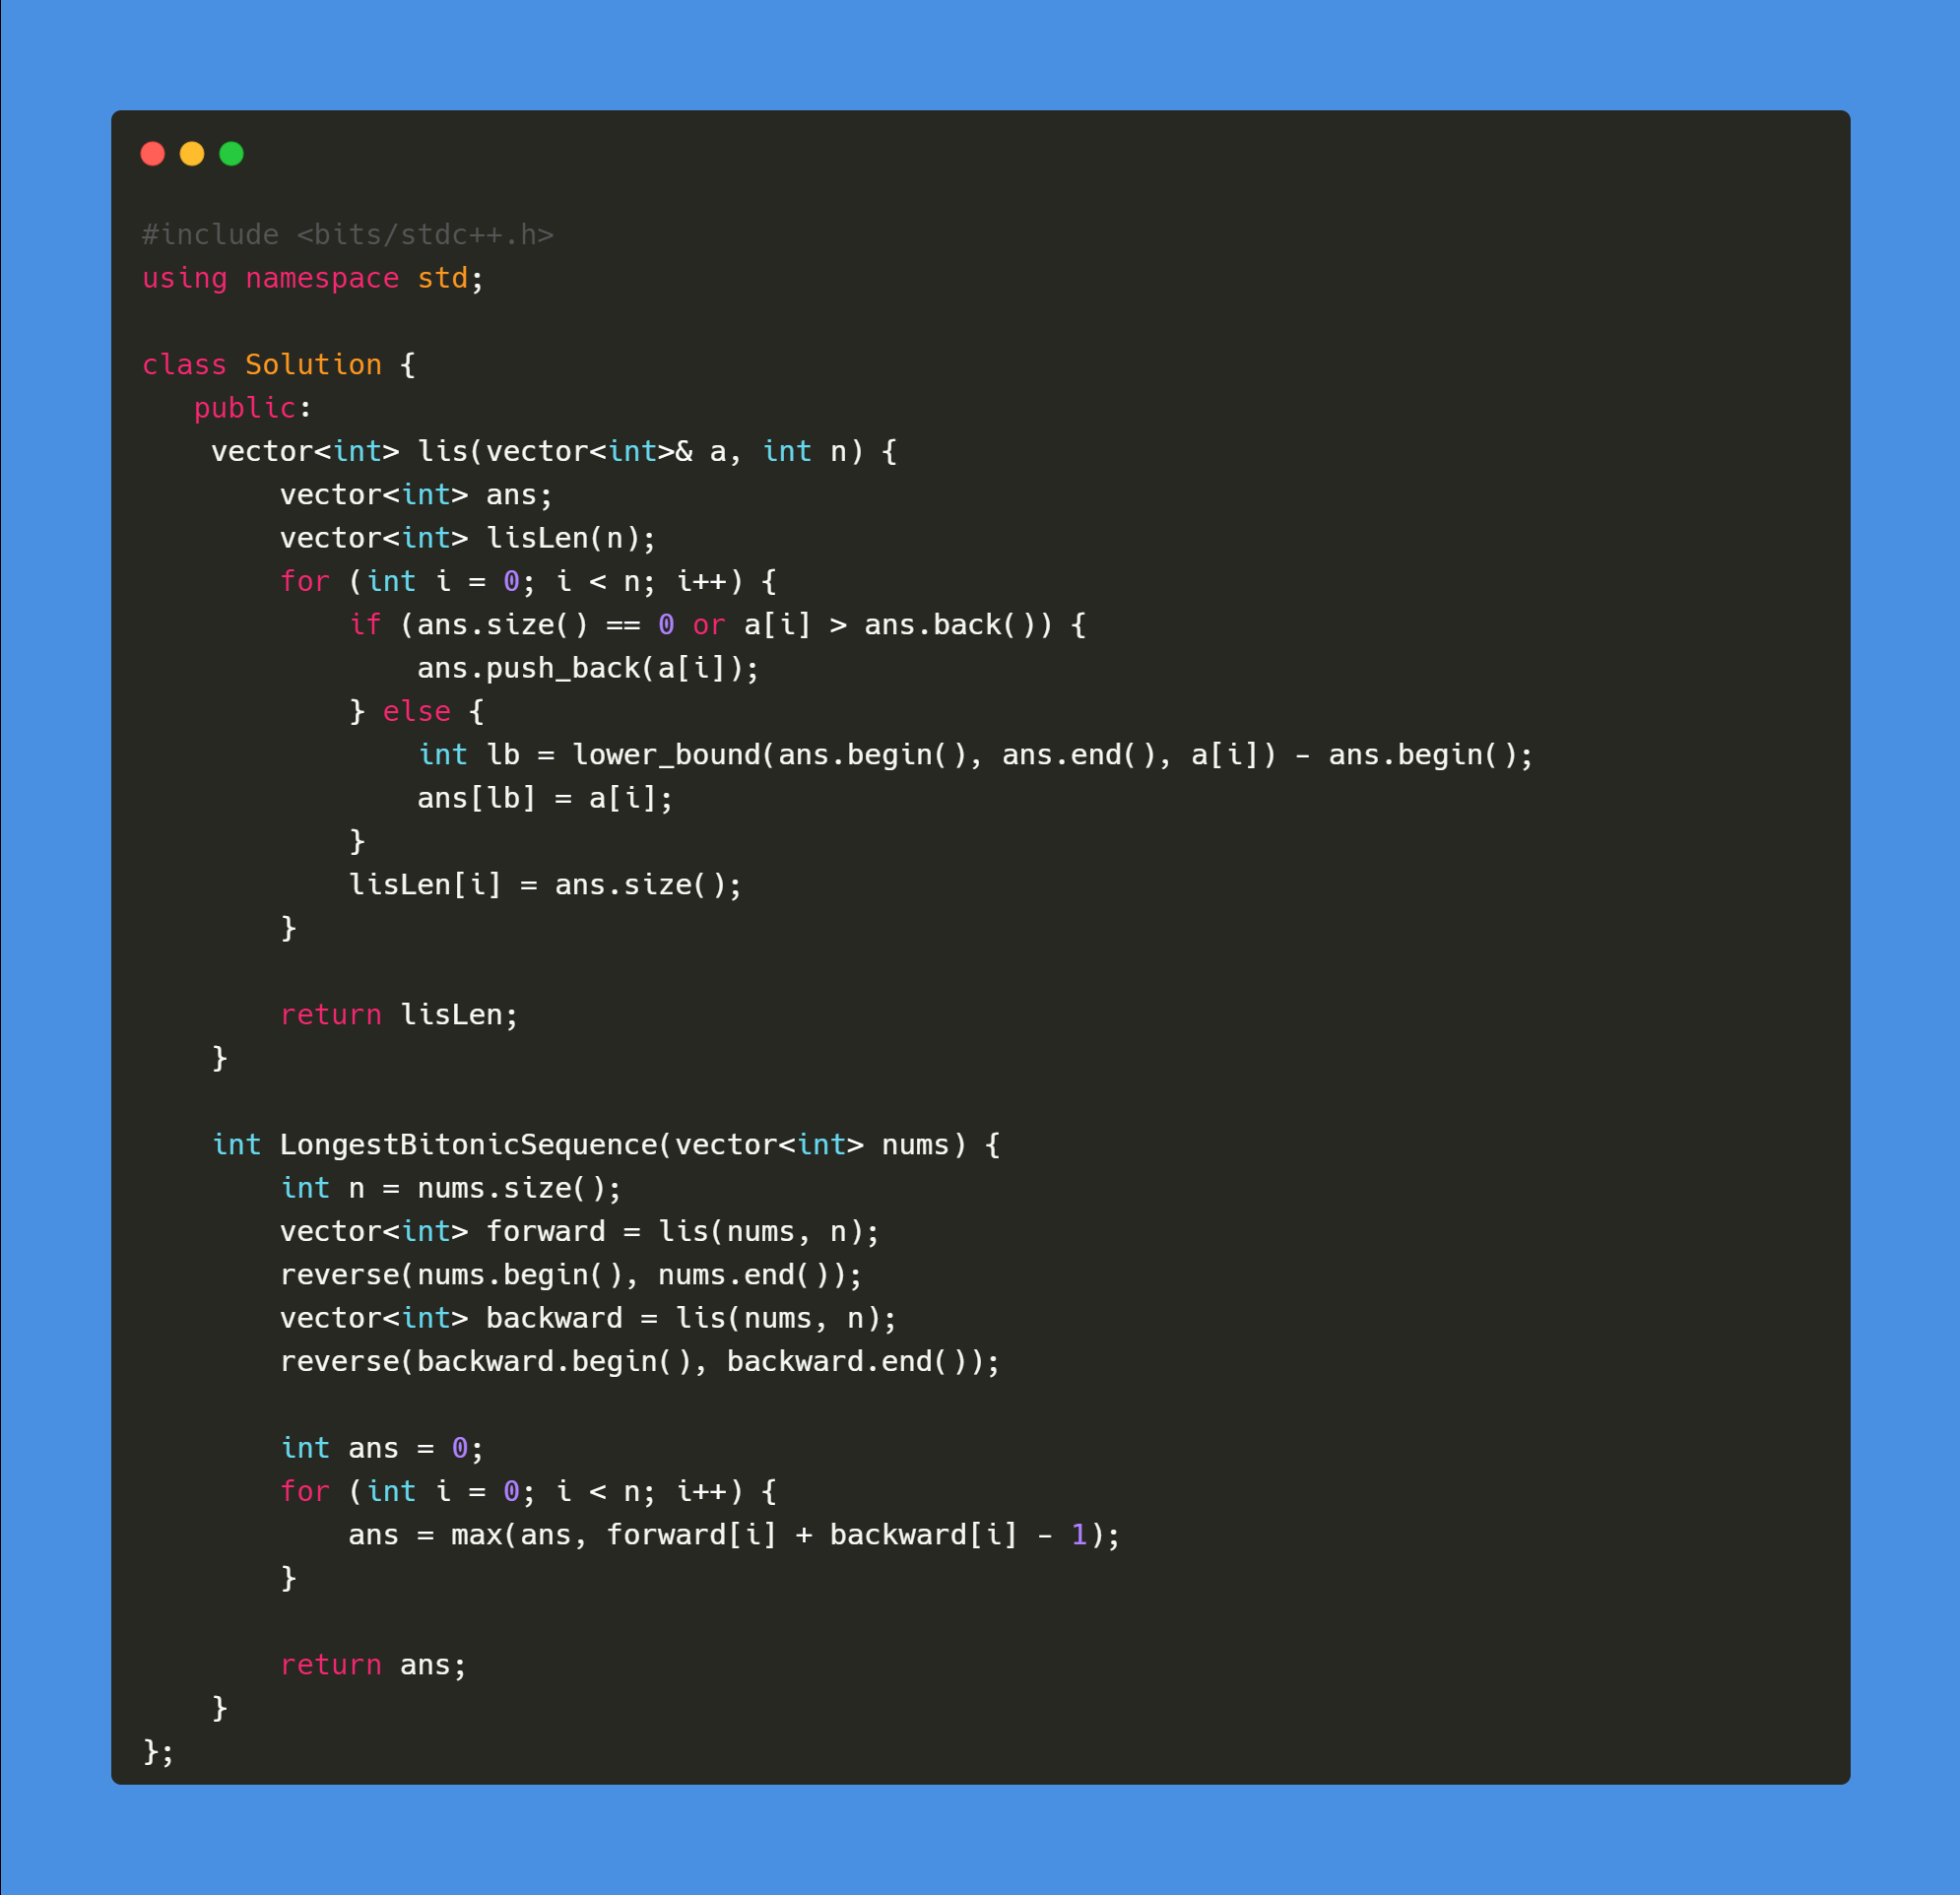 #include <bits/stdc++.h>
using namespace std;

class Solution {
   public:
    vector<int> lis(vector<int>& a, int n) {
        vector<int> ans;
        vector<int> lisLen(n);
        for (int i = 0; i < n; i++) {
            if (ans.size() == 0 or a[i] > ans.back()) {
                ans.push_back(a[i]);
            } else {
                int lb = lower_bound(ans.begin(), ans.end(), a[i]) - ans.begin();
                ans[lb] = a[i];
            }
            lisLen[i] = ans.size();
        }

        return lisLen;
    }

    int LongestBitonicSequence(vector<int> nums) {
        int n = nums.size();
        vector<int> forward = lis(nums, n);
        reverse(nums.begin(), nums.end());
        vector<int> backward = lis(nums, n);
        reverse(backward.begin(), backward.end());

        int ans = 0;
        for (int i = 0; i < n; i++) {
            ans = max(ans, forward[i] + backward[i] - 1);
        }

        return ans;
    }
};